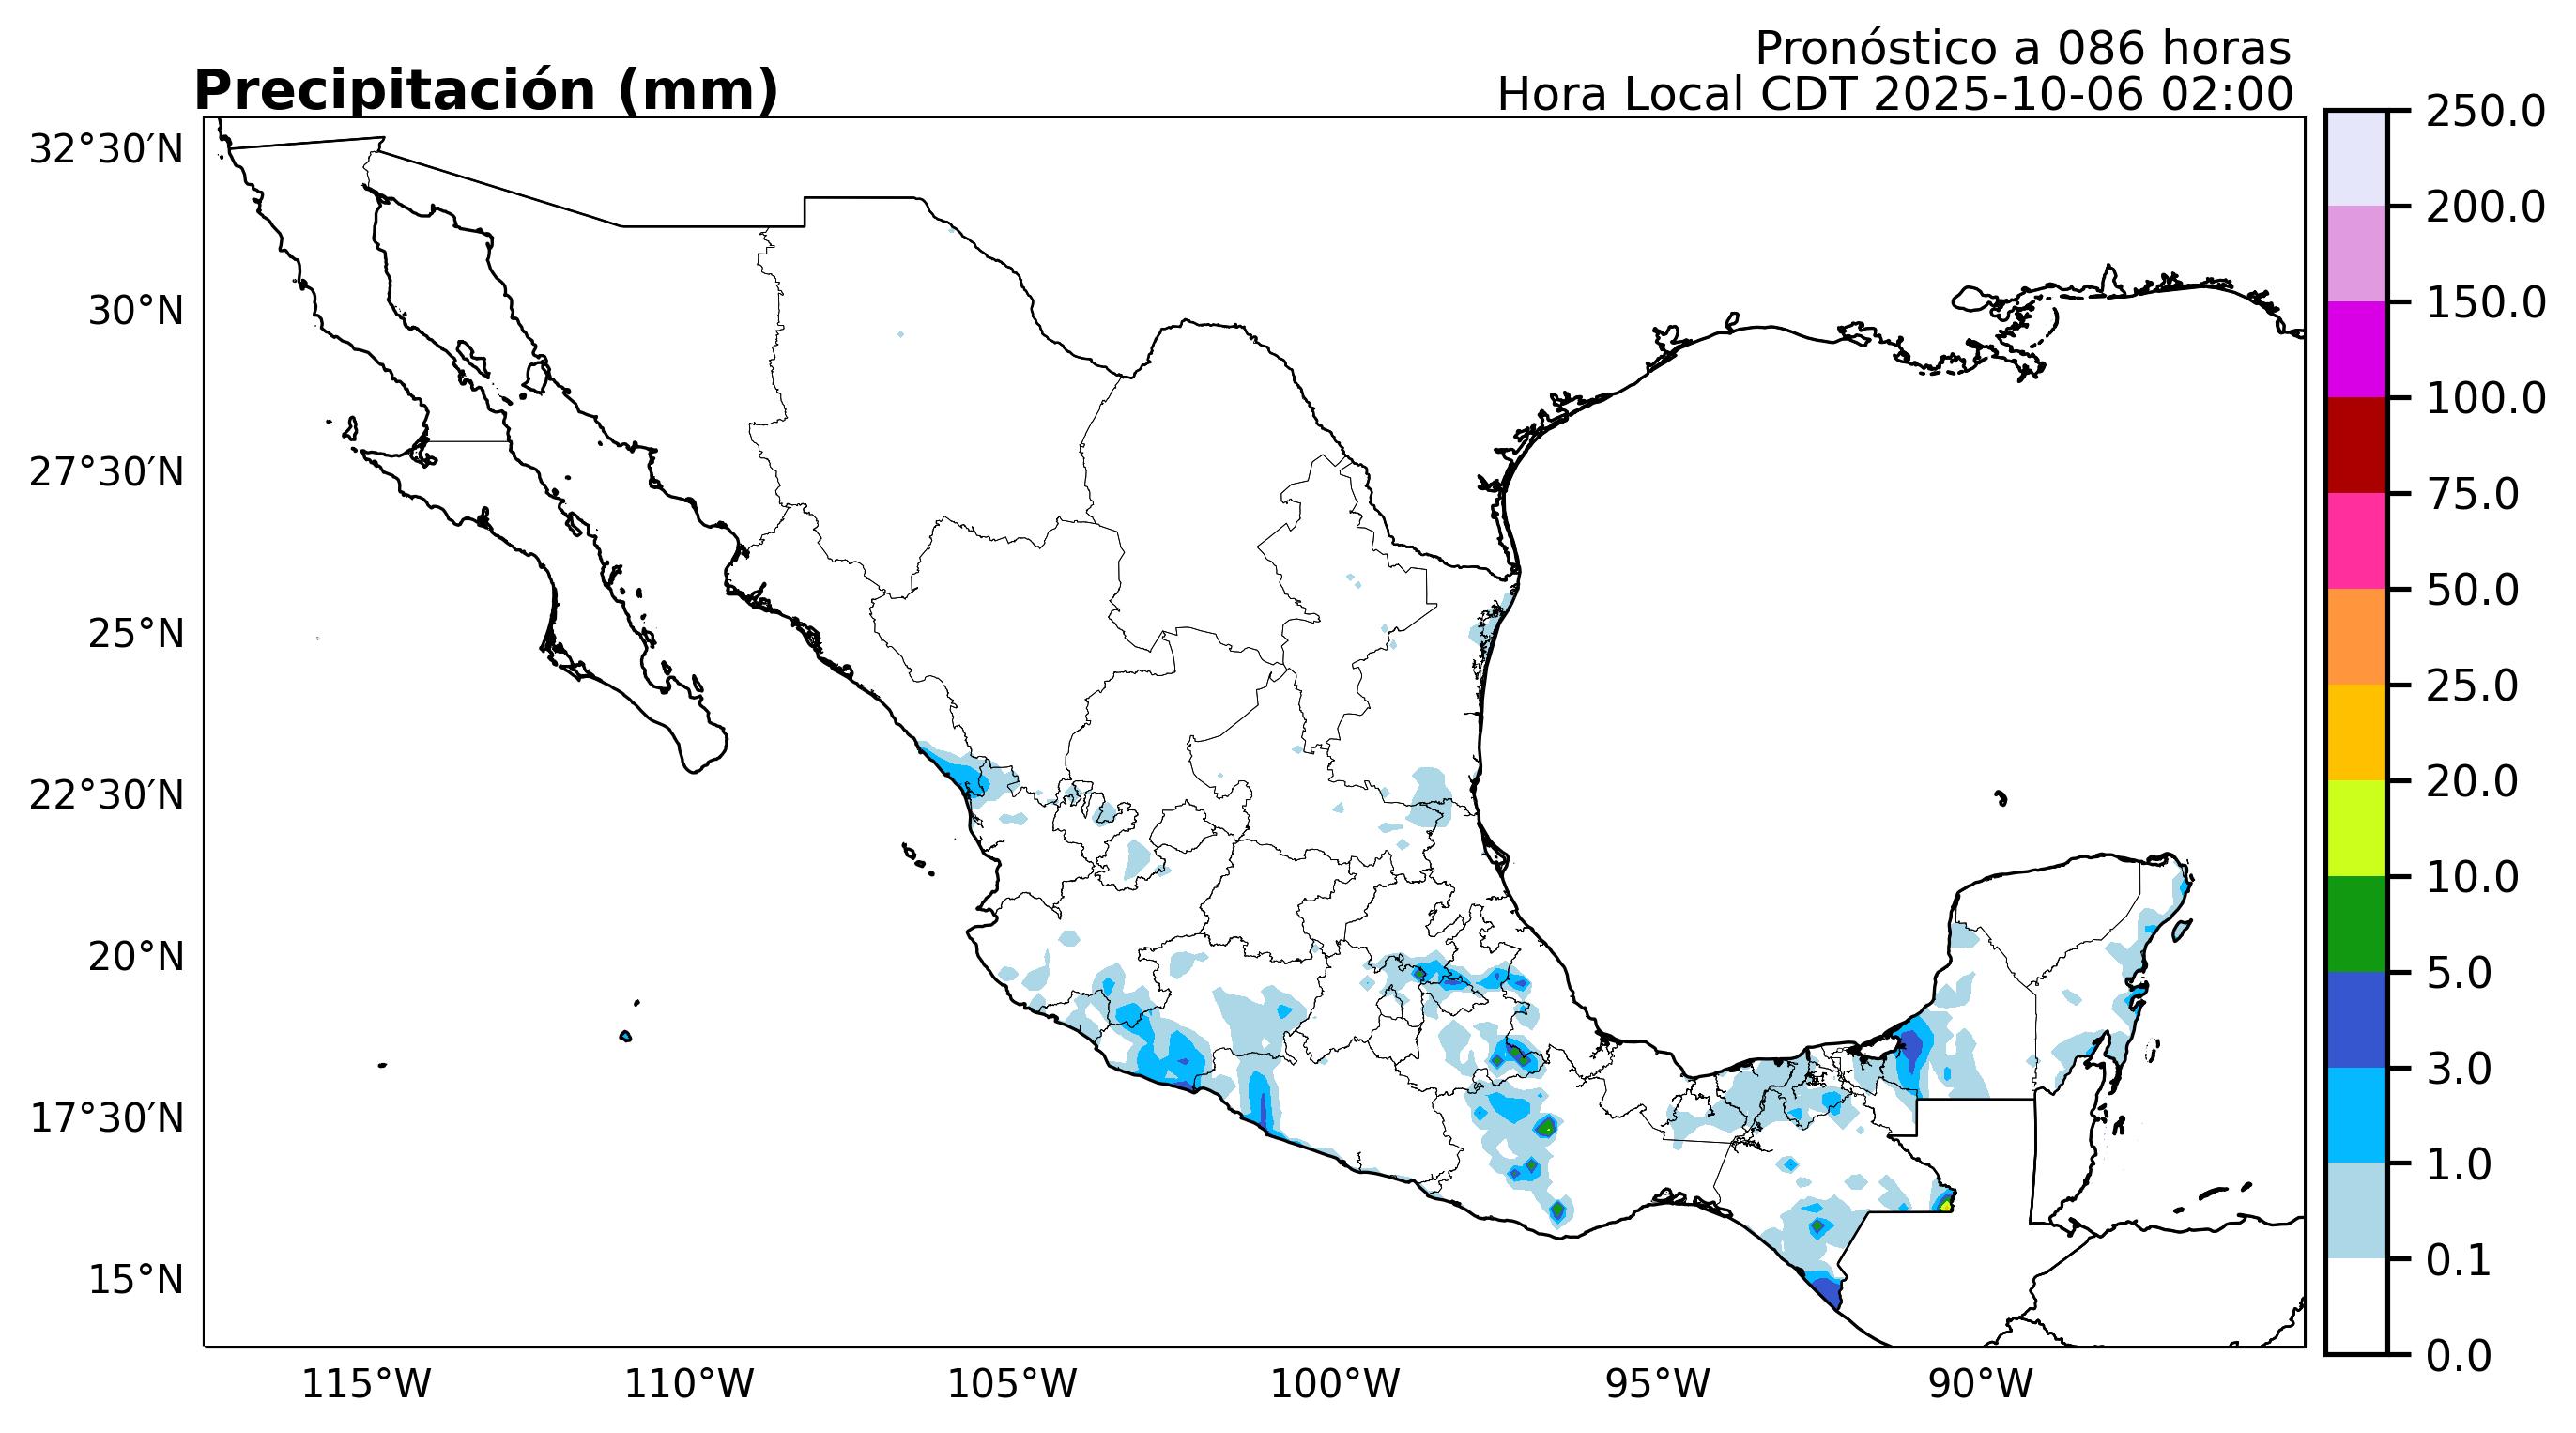 Pronóstico a 086 horas
Precipitación (mm)
Hora Local CDT 2025-10-06 02:00
32°30′N
30°N
27°30′N
25°N
22°30′N
20°N
17°30′N
15°N
115°W
110°W
105°W
100°W
95°W
90°W
250.0
200.0
150.0
100.0
75.0
50.0
25.0
20.0
10.0
5.0
3.0
1.0
0.1
0.0